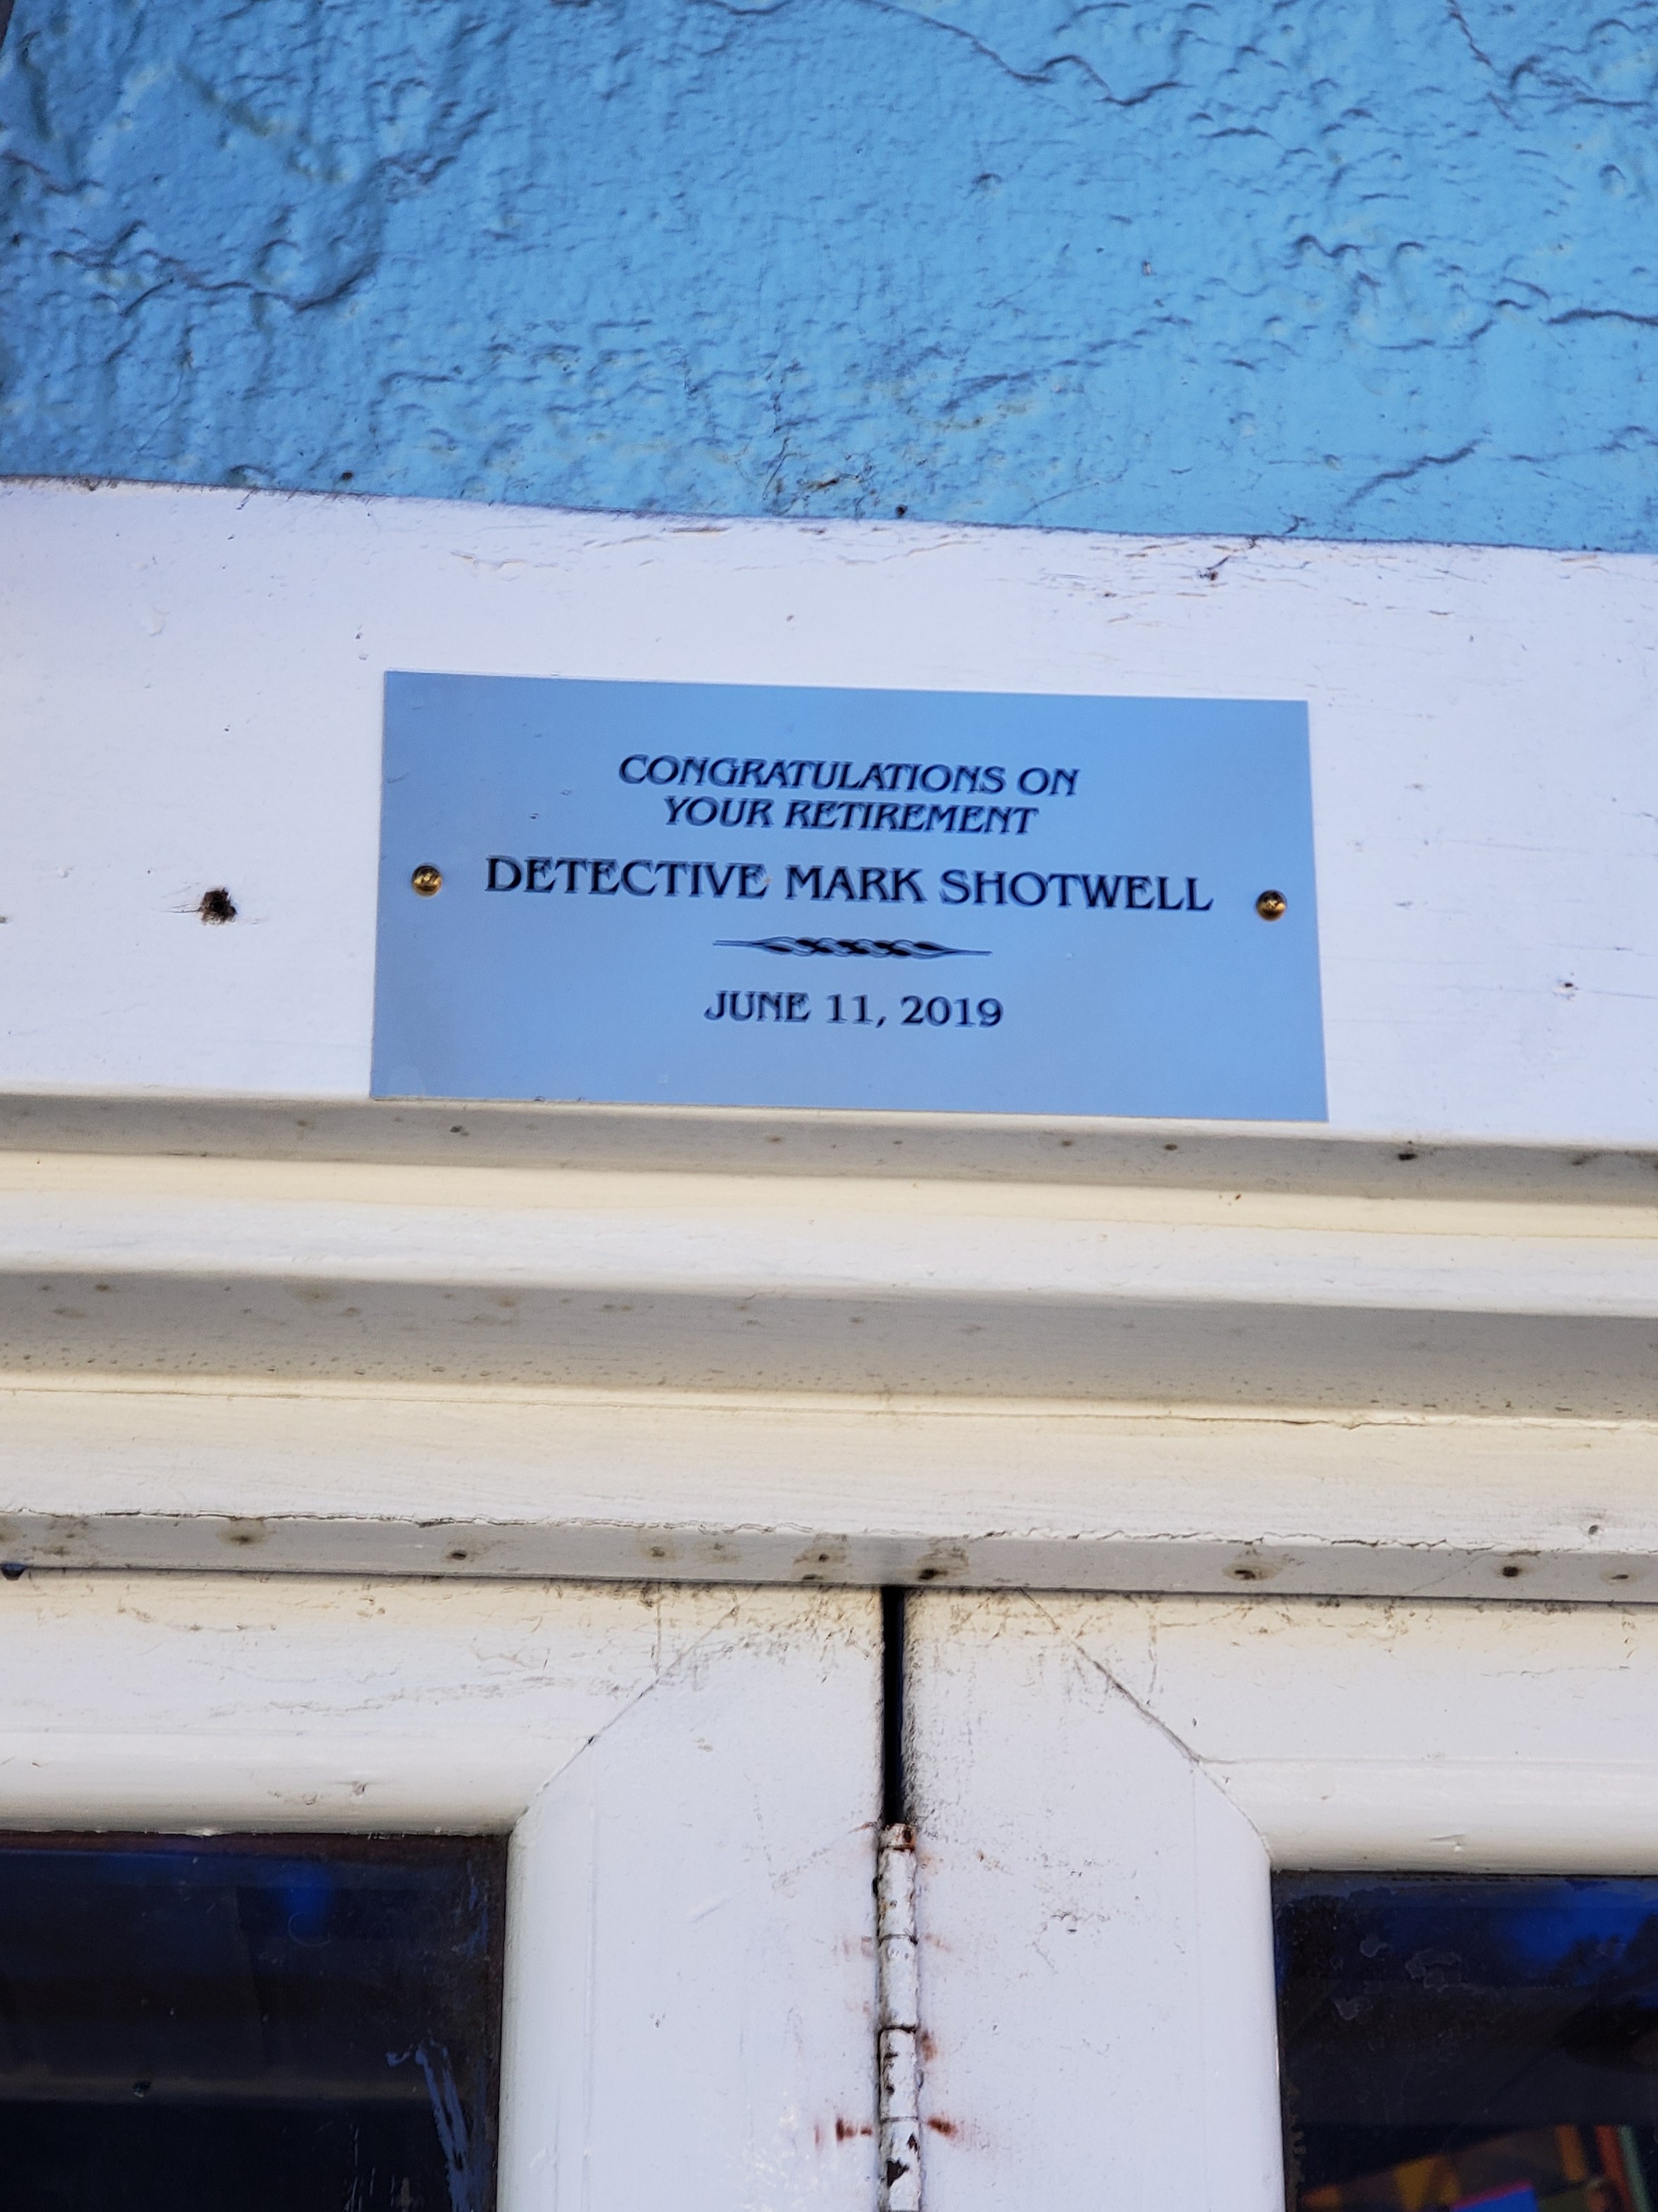 CONGRATULATIONS ON
YOUR RETIREMENT
DETECTIVE MARK SHOTWELL
JUNE 11, 2019